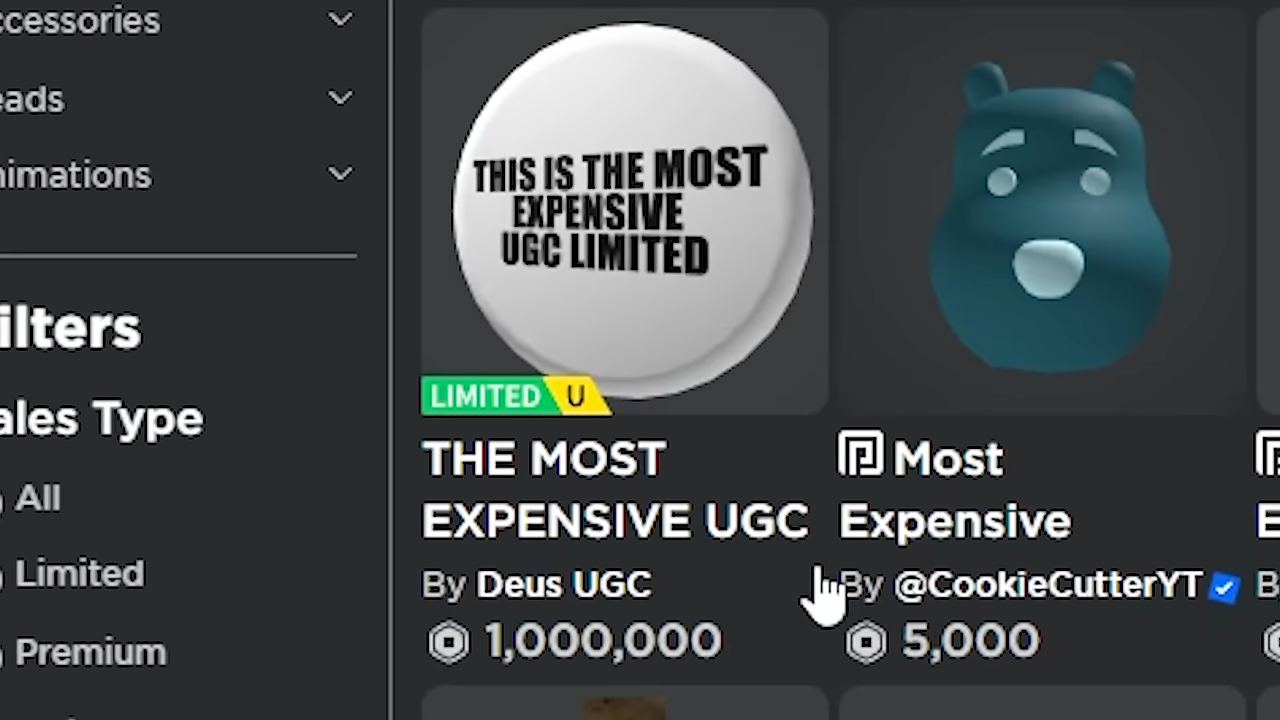 ccessories
eads
nimations
ilters
ales Type
All
Limited
Premium
THIS IS THE MOST
EXPENSIVE
UGC LIMITED
LIMITED U
THE MOST
EXPENSIVE UGC
By Deus UGC
1,000,000
Most
Expensive
By @CookieCutterYT
5,000
E
B